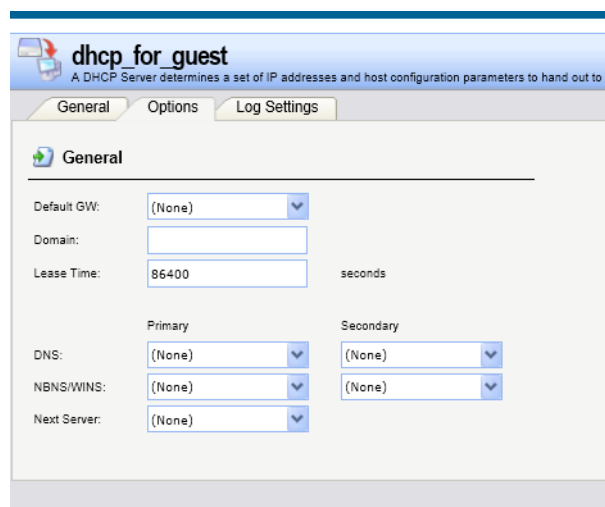 dhcp_for_guest
A DHCP Server determines a set of IP addresses and host configuration parameters to hand out to
General Options Log Settings
General
Default GW: (None)
Domain:
Lease Time: 86400 seconds
Primary Secondary
DNS: (None) (None)
NBNS/WINS: (None) (None)
Next Server: (None)